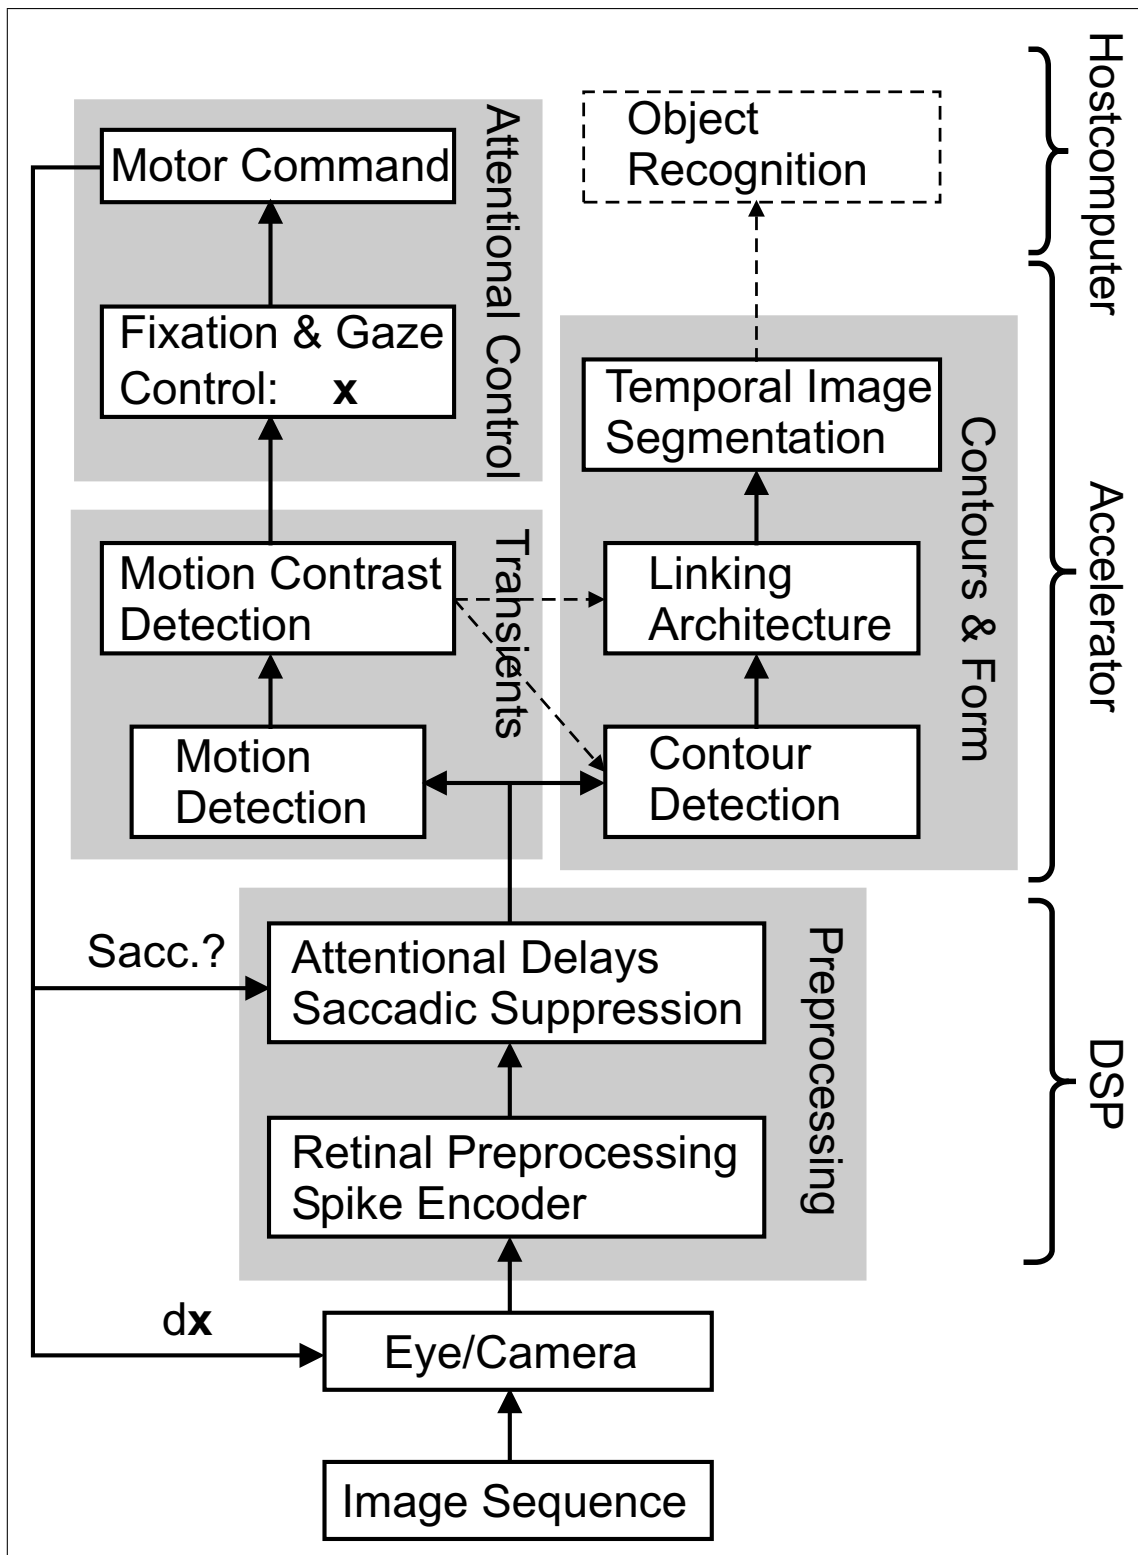 Hostcomputer
Attentional Control
Object
Recognition
Motor Command
Fixation & Gaze
Control: x
Temporal Image
Segmentation
Contours & Form
Accelerator
Transients
Motion Contrast
Detection
Linking
Architecture
Motion
Detection
Contour
Detection
Sacc.?
Attentional Delays
Saccadic Suppression
Preprocessing
DSP
Retinal Preprocessing
Spike Encoder
dx
Eye/Camera
Image Sequence